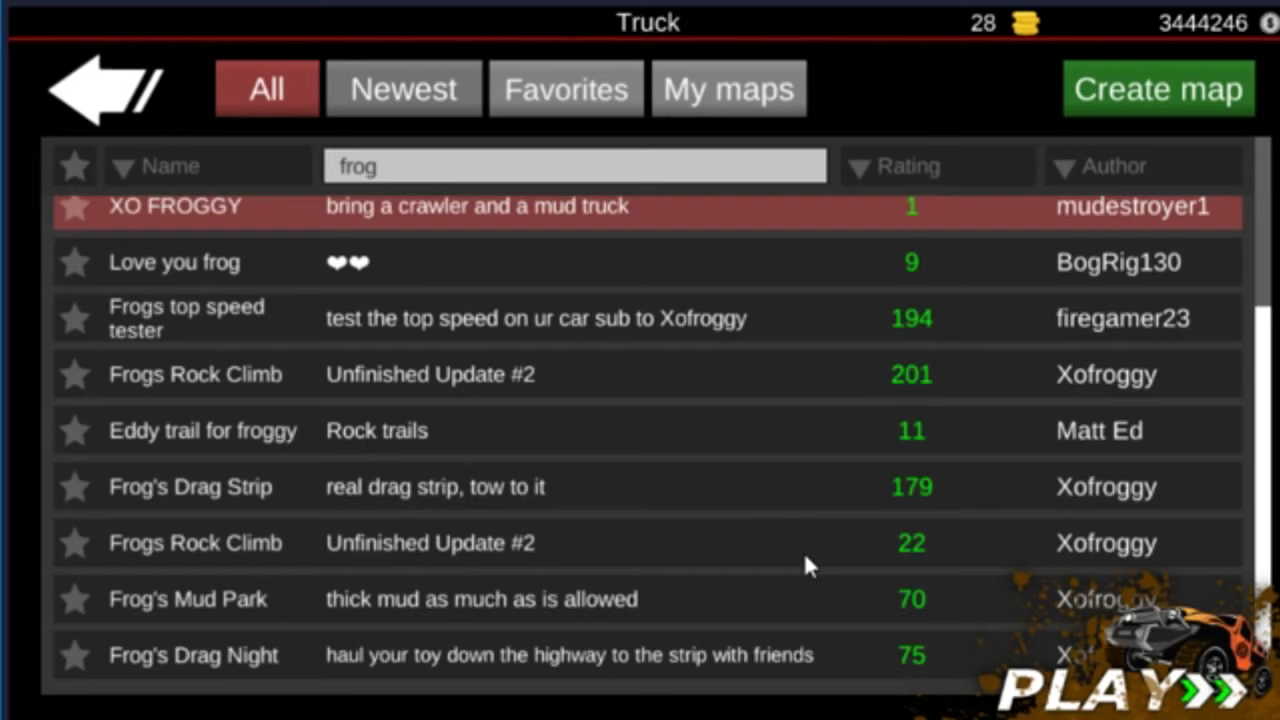 Truck
28
3444246
All
Newest
Favorites
My maps
Create map
Name
frog
Rating
Author
XO FROGGY
bring a crawler and a mud truck
1
mudestroyer1
Love you frog
❤❤
9
BogRig130
Frogs top speed
tester
test the top speed on ur car sub to Xofroggy
194
firegamer23
Frogs Rock Climb
Unfinished Update #2
201
Xofroggy
Eddy trail for froggy
Rock trails
11
Matt Ed
Frog's Drag Strip
real drag strip, tow to it
179
Xofroggy
Frogs Rock Climb
Unfinished Update #2
22
Xofroggy
Frog's Mud Park
thick mud as much as is allowed
70
Xofroggy
Frog's Drag Night
haul your toy down the highway to the strip with friends
75
PLAY